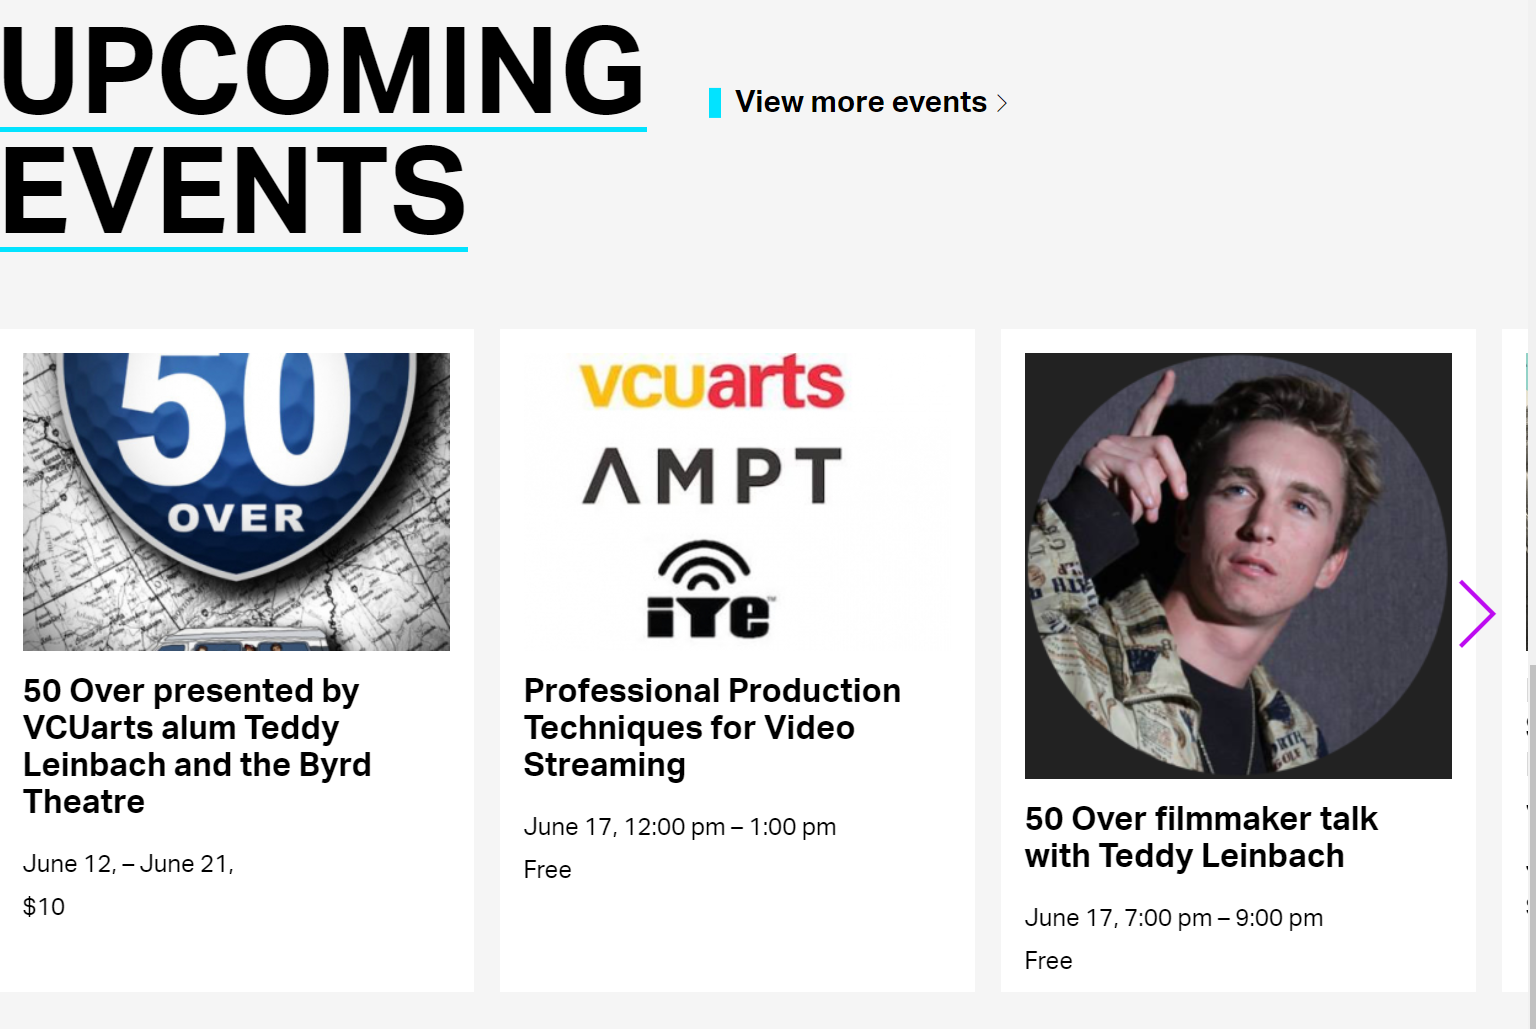 UPCOMING
EVENTS
View more events
50
OVER
50 Over presented by
VCUarts alum Teddy
Leinbach and the Byrd
Theatre
June 12, – June 21,
$10
vcuarts
AMPT
iTe™
Professional Production
Techniques for Video
Streaming
June 17, 12:00 pm – 1:00 pm
Free
50 Over filmmaker talk
with Teddy Leinbach
June 17, 7:00 pm – 9:00 pm
Free